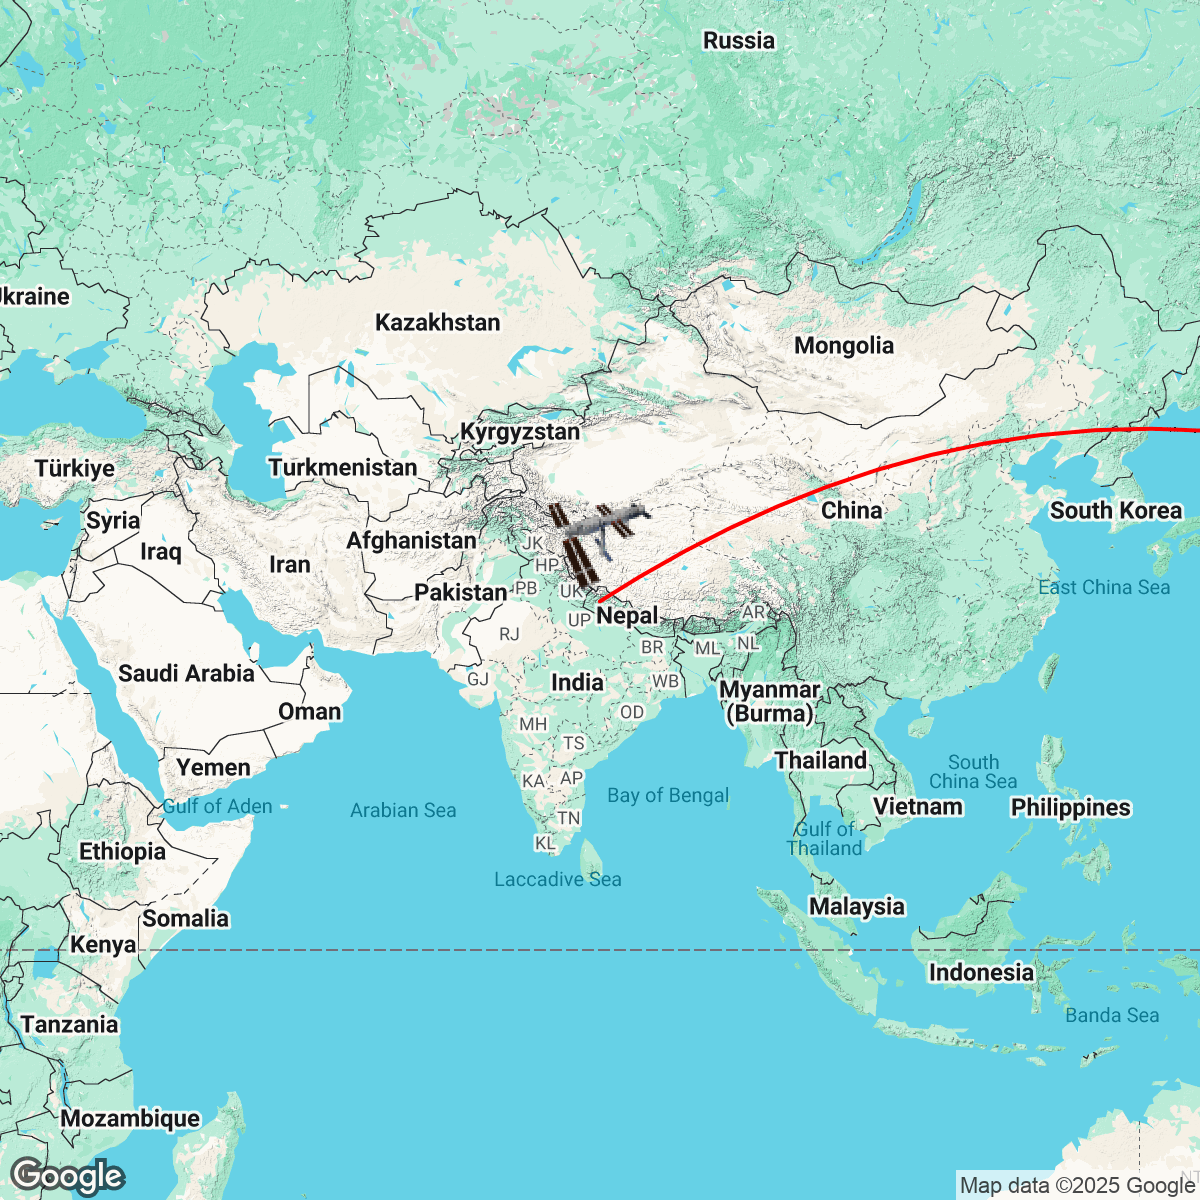 Russia
Ukraine
Kazakhstan
Mongolia
Kyrgyzstan
Türkiye
Turkmenistan
Syria
China
South Korea
Afghanistan
JK
Iraq
Iran
HP
Pakistan
PB
UK
East China Sea
UP
Nepal
AR
RJ
BR
ML
NL
Saudi Arabia
GJ
India
WB
Myanmar
(Burma)
Oman
MH
OD
TS
Yemen
Thailand
South
China Sea
KA
AP
Gulf of Aden
Arabian Sea
Bay of Bengal
Vietnam
Philippines
TN
Gulf of
Thailand
KL
Ethiopia
Laccadive Sea
Malaysia
Somalia
Kenya
Indonesia
Tanzania
Banda Sea
Mozambique
NT
Google
Map data ©2025 Google